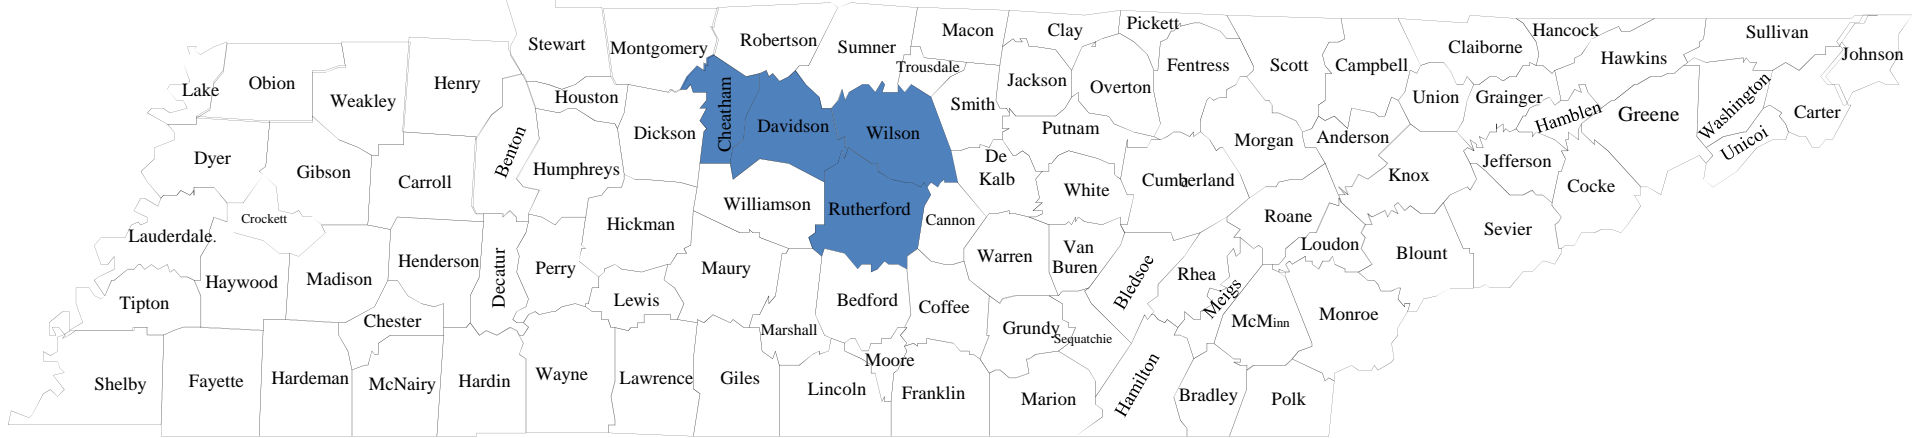 Stewart
Montgomery
Robertson
Sumner
Macon
Clay
Pickett
Hancock
Sullivan
Johnson
Lake
Obion
Weakley
Henry
Houston
Cheatham
Trousdale
Jackson
Overton
Fentress
Scott
Campbell
Claiborne
Hawkins
Union
Grainger
Hamblen
Greene
Washington
Unicoi
Carter
Dyer
Gibson
Carroll
Benton
Humphreys
Dickson
Davidson
Wilson
Smith
Putnam
De
Kalb
White
Cumberland
Morgan
Anderson
Knox
Jefferson
Cocke
Crockett
Lauderdale.
Haywood
Madison
Henderson
Decatur
Perry
Hickman
Williamson
Rutherford
Cannon
Warren
Van
Buren
Bledsoe
Rhea
Meigs
Roane
Loudon
Blount
Sevier
Tipton
Chester
Lewis
Maury
Marshall
Bedford
Coffee
Grundy
Sequatchie
McMinn
Monroe
Shelby
Fayette
Hardeman
McNairy
Hardin
Wayne
Lawrence
Giles
Lincoln
Moore
Franklin
Marion
Hamilton
Bradley
Polk